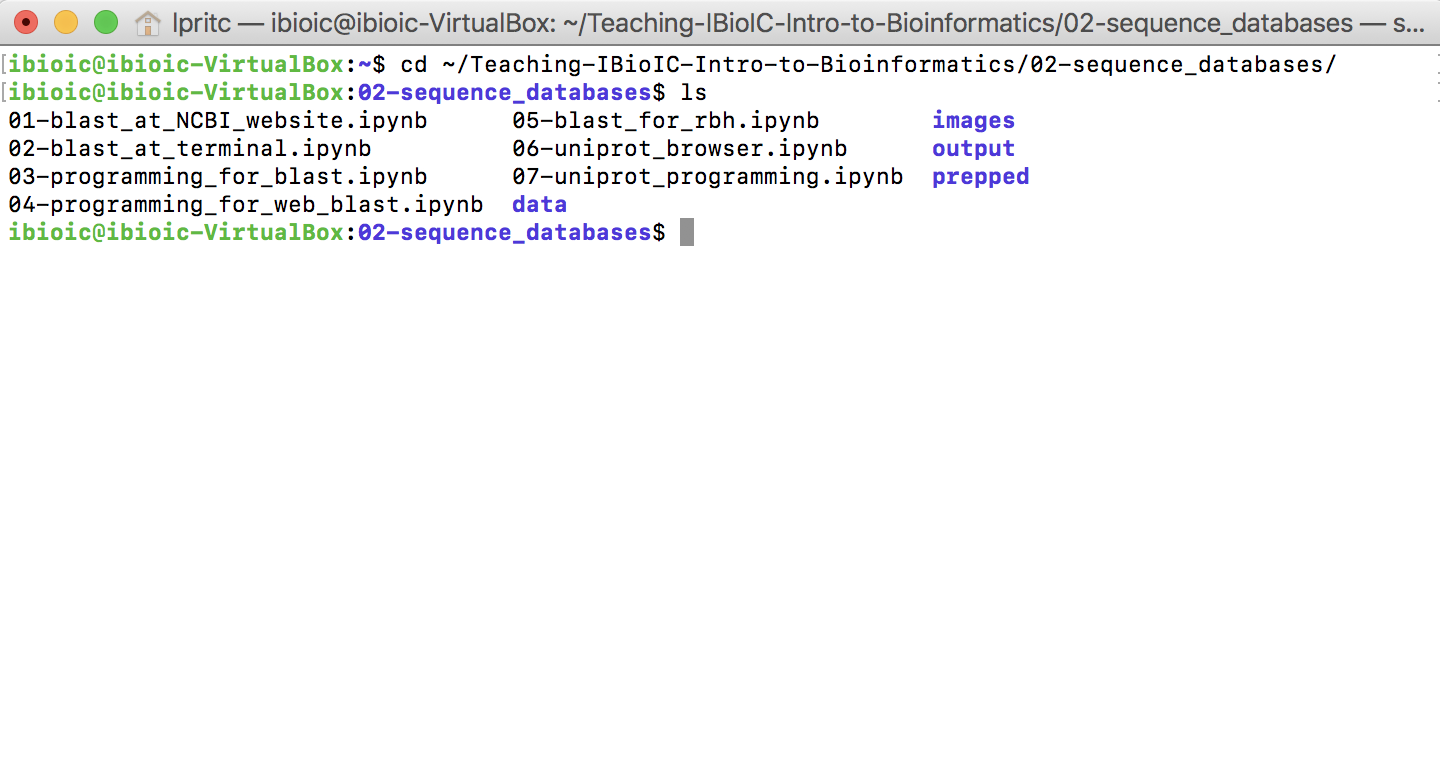 lpritc — ibioic@ibioic-VirtualBox: ~/Teaching-IBioIC-Intro-to-Bioinformatics/02-sequence_databases — s...
[ibioic@ibioic-VirtualBox:~$ cd ~/Teaching-IBioIC-Intro-to-Bioinformatics/02-sequence_databases/
[ibioic@ibioic-VirtualBox:02-sequence_databases$ ls
01-blast_at_NCBI_website.ipynb 05-blast_for_rbh.ipynb images
02-blast_at_terminal.ipynb 06-uniprot_browser.ipynb output
03-programming_for_blast.ipynb 07-uniprot_programming.ipynb prepped
04-programming_for_web_blast.ipynb data
ibioic@ibioic-VirtualBox:02-sequence_databases$